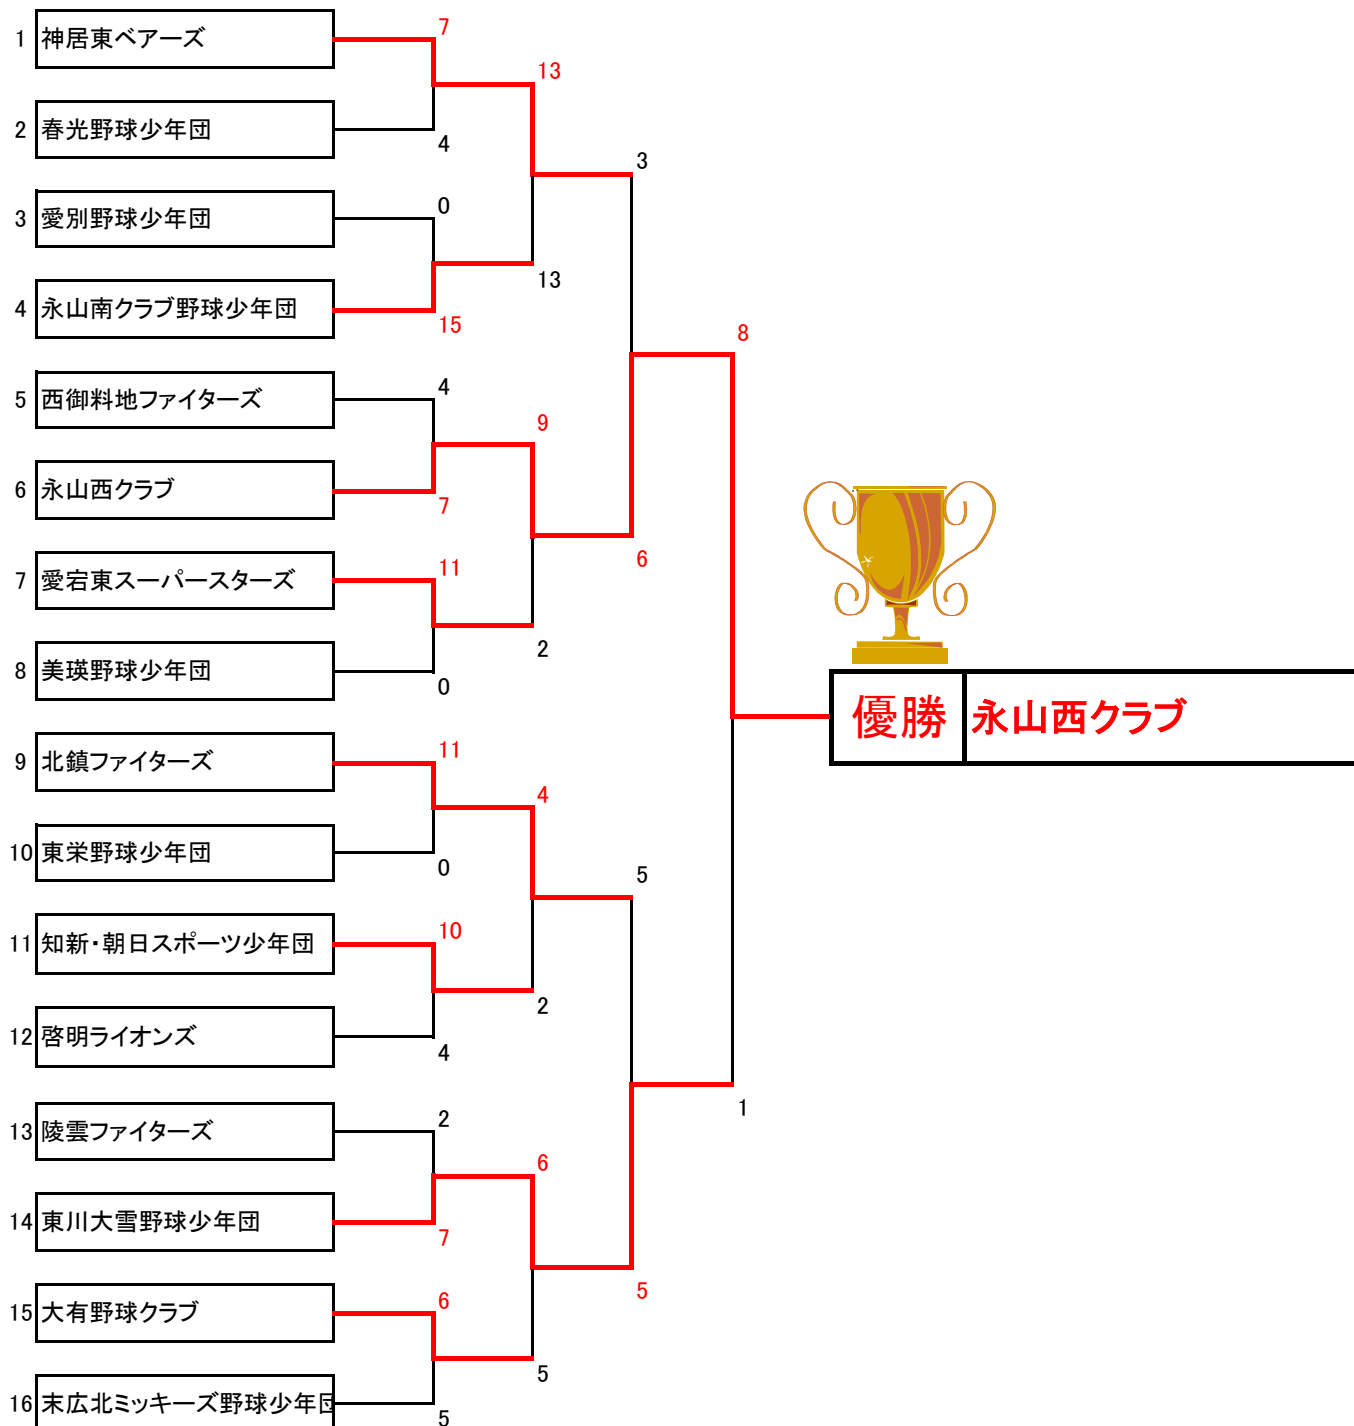 7
1 神居東ベアーズ
13
2 春光野球少年団
4
3
0
3 愛別野球少年団
13
4 永山南クラブ野球少年団
15
8
4
5 西御料地ファイターズ
9
6 永山西クラブ
7
6
11
7 愛宕東スーパースターズ
2
8 美瑛野球少年団
0
優勝 永山西クラブ
11
9 北鎮ファイターズ
4
10 東栄野球少年団
0
5
10
11 知新・朝日スポーツ少年団
2
12 啓明ライオンズ
4
1
2
13 陵雲ファイターズ
6
14 東川大雪野球少年団
7
5
6
15 大有野球クラブ
5
16 末広北ミッキーズ野球少年団
5